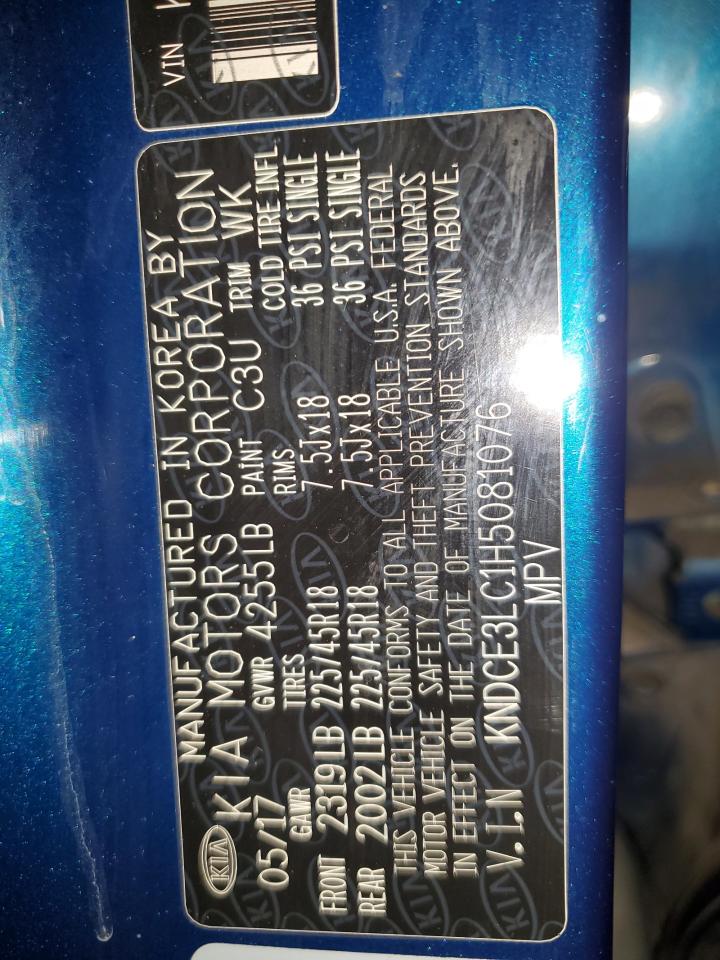 VIN K
MANUFACTURED IN KOREA BY
KIA KIA MOTORS CORPORATION
05/17 GVWR 4255LB PAINT C3U TRIM WK
GAWR TIRES RIMS COLD TIRE INFL
FRONT 2319LB 225/45R18 7.5Jx18 36 PSI SINGLE
REAR 2002LB 225/45R18 7.5Jx18 36 PSI SINGLE
THIS VEHICLE CONFORMS TO ALL APPLICABLE U.S.A. FEDERAL
MOTOR VEHICLE SAFETY AND THEFT PREVENTION STANDARDS
IN EFFECT ON THE DATE OF MANUFACTURE SHOWN ABOVE.
V.I.N KNDCE3LC1H5081076
MPV